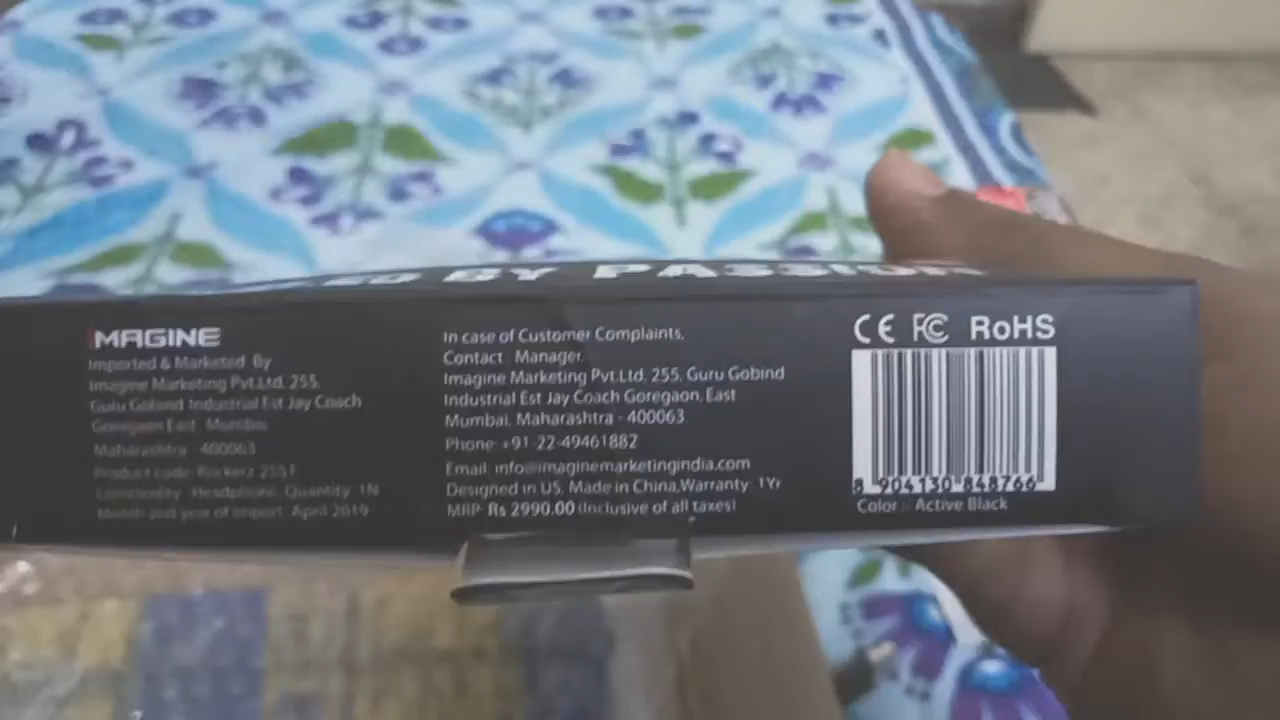 BY PASSION
IMAGINE
Imported & Marketed By
Imagine Marketing Pvt.Ltd, 255,
Guru Gobind Industrial Est Jay Coach
Goregaon East, Mumbai
Maharashtra - 400063
Product code: Rockerz 255F
Commodity: Headphone, Quantity: 1N
Month and year of import: April 2019
In case of Customer Complaints,
Contact : Manager,
Imagine Marketing Pvt.Ltd, 255, Guru Gobind
Industrial Est Jay Coach Goregaon, East
Mumbai, Maharashtra - 400063
Phone: +91-22-49461882
Email: info@imaginemarketingindia.com
Designed in US, Made in China,Warranty: 1Yr
MRP: Rs 2990.00 (Inclusive of all taxes)
CE FC RoHS
8 904130 848766
Color : Active Black